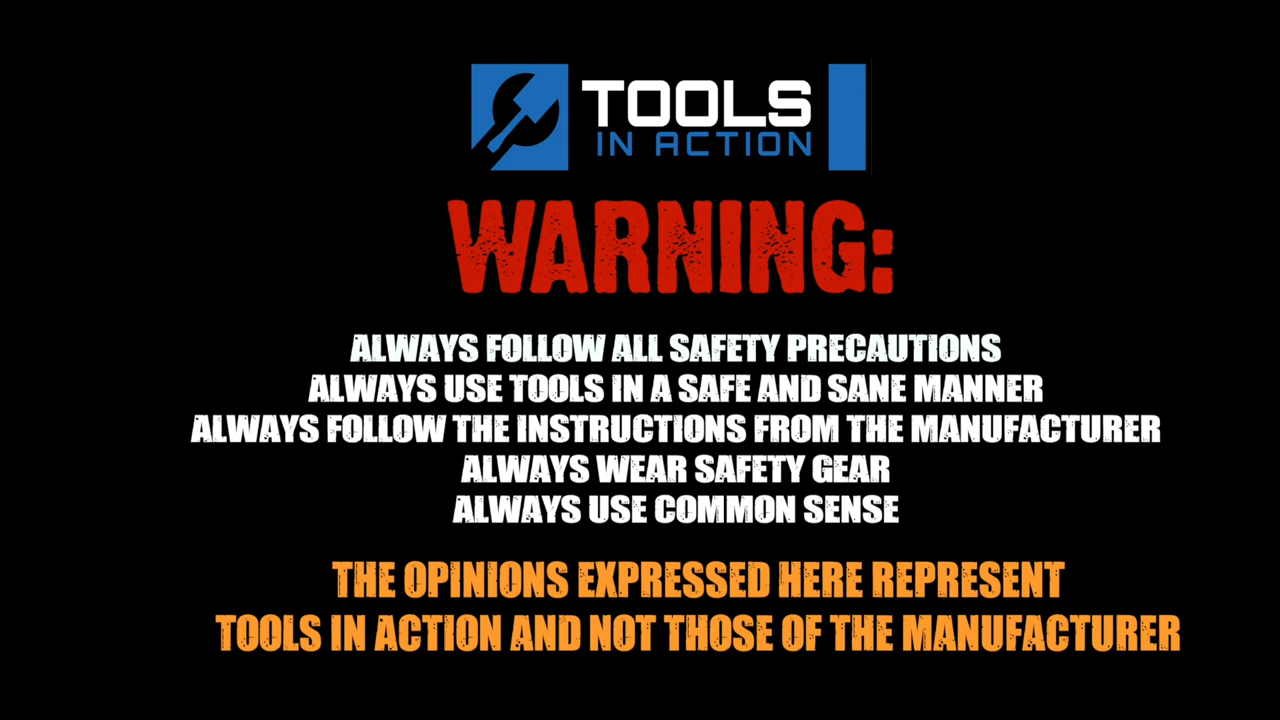 TOOLS
IN ACTION
WARNING:
ALWAYS FOLLOW ALL SAFETY PRECAUTIONS
ALWAYS USE TOOLS IN A SAFE AND SANE MANNER
ALWAYS FOLLOW THE INSTRUCTIONS FROM THE MANUFACTURER
ALWAYS WEAR SAFETY GEAR
ALWAYS USE COMMON SENSE
THE OPINIONS EXPRESSED HERE REPRESENT
TOOLS IN ACTION AND NOT THOSE OF THE MANUFACTURER